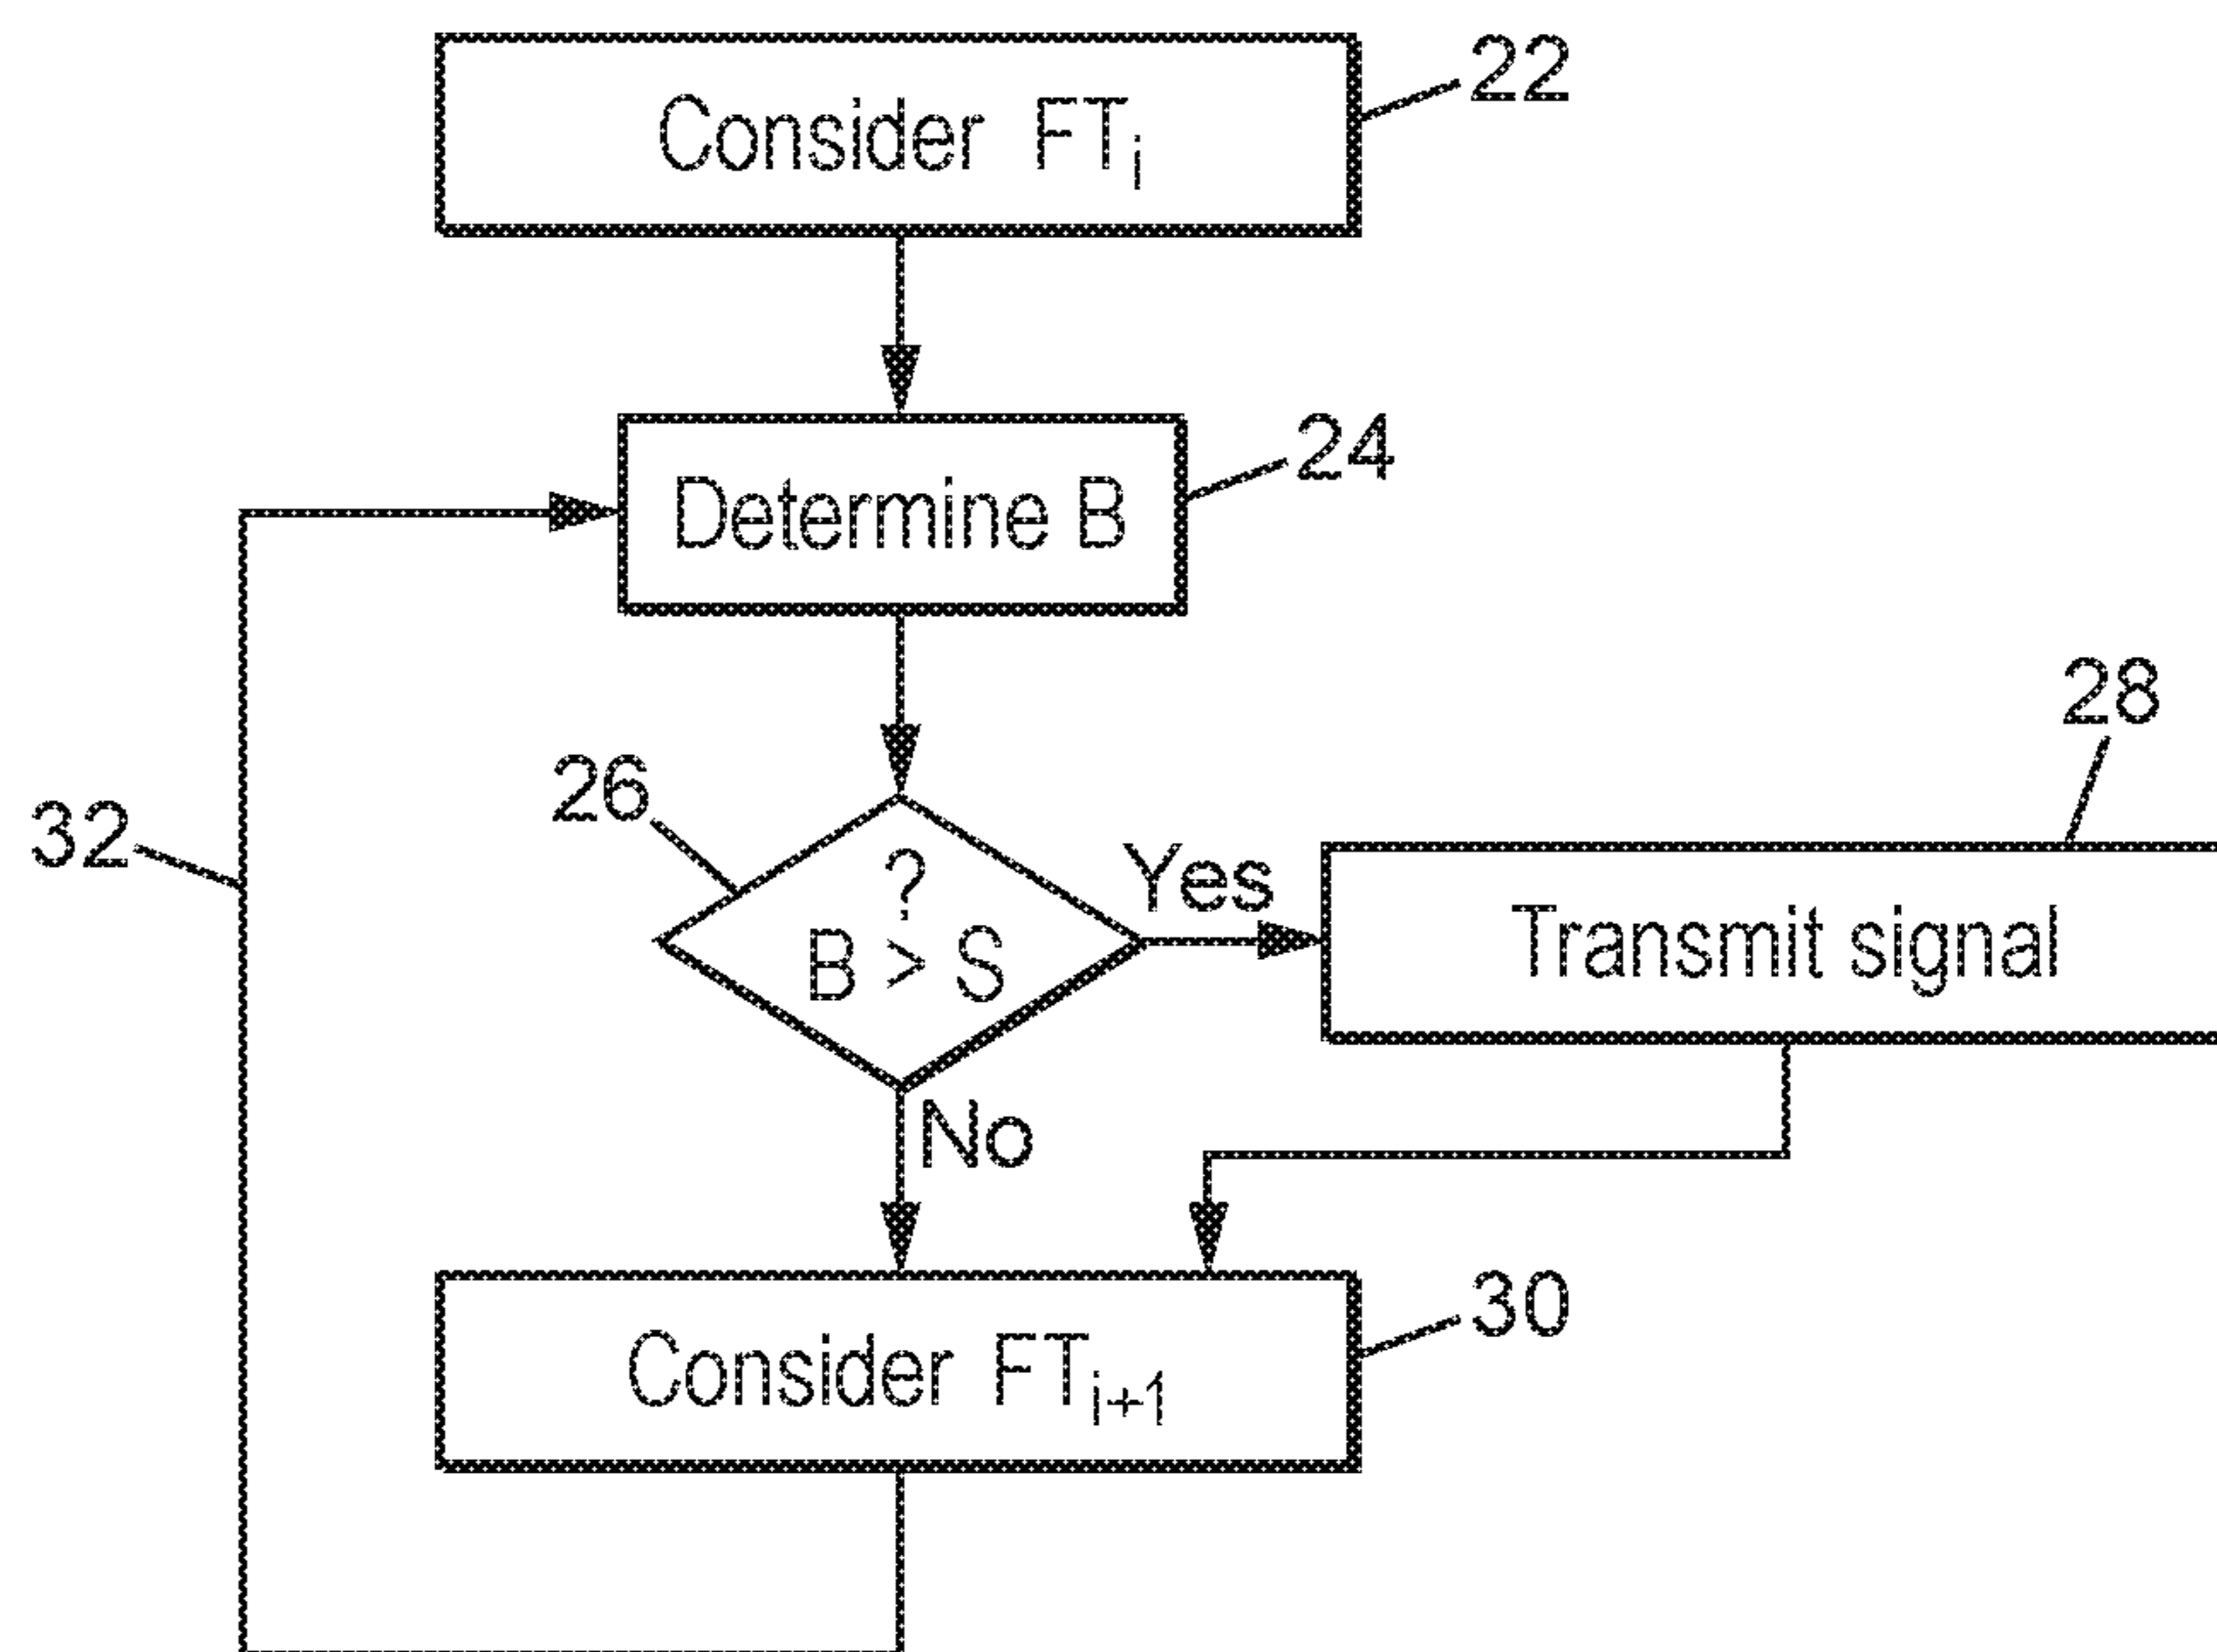 Consider FTᵢ
22
Determine B
24
26
?
B > S
Yes
28
Transmit signal
32
No
Consider FTᵢ₊₁
30